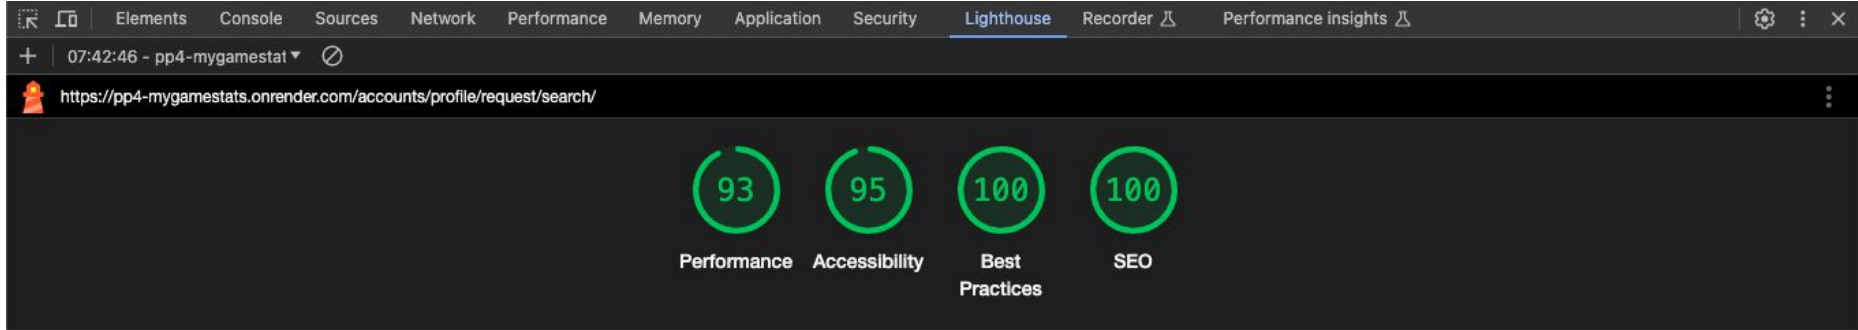 Elements Console Sources Network Performance Memory Application Security Lighthouse Recorder Performance insights
07:42:46 - pp4-mygamestat
https://pp4-mygamestats.onrender.com/accounts/profile/request/search/
93 95 100 100
Performance Accessibility Best Practices SEO